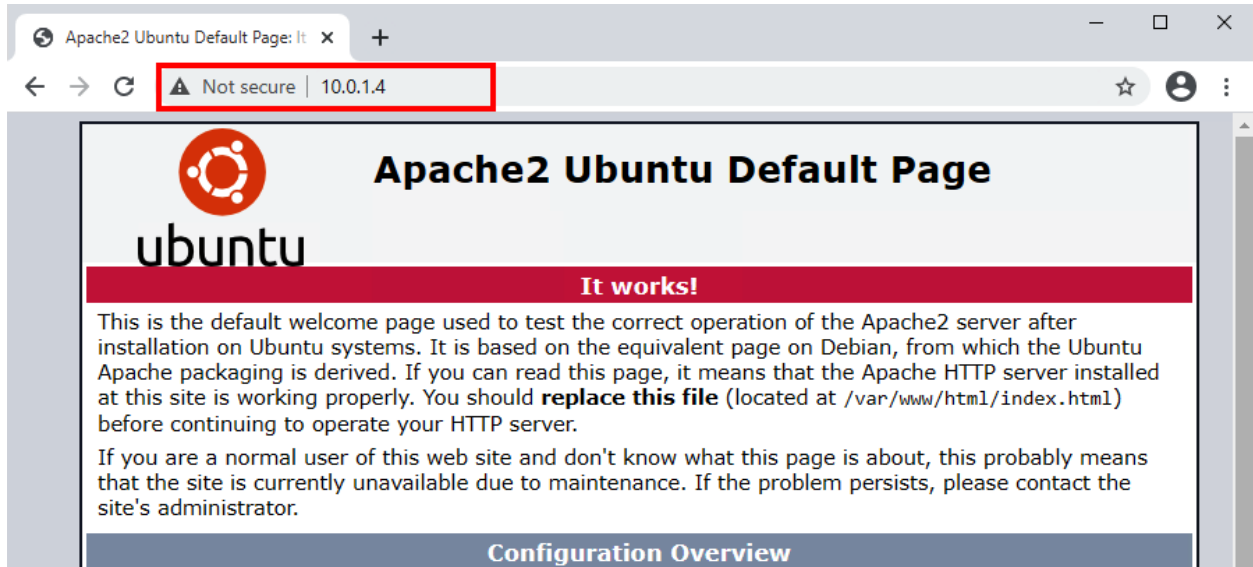 Apache2 Ubuntu Default Page: It
Not secure | 10.0.1.4
Apache2 Ubuntu Default Page
ubuntu
It works!
This is the default welcome page used to test the correct operation of the Apache2 server after
installation on Ubuntu systems. It is based on the equivalent page on Debian, from which the Ubuntu
Apache packaging is derived. If you can read this page, it means that the Apache HTTP server installed
at this site is working properly. You should replace this file (located at /var/www/html/index.html)
before continuing to operate your HTTP server.
If you are a normal user of this web site and don't know what this page is about, this probably means
that the site is currently unavailable due to maintenance. If the problem persists, please contact the
site's administrator.
Configuration Overview